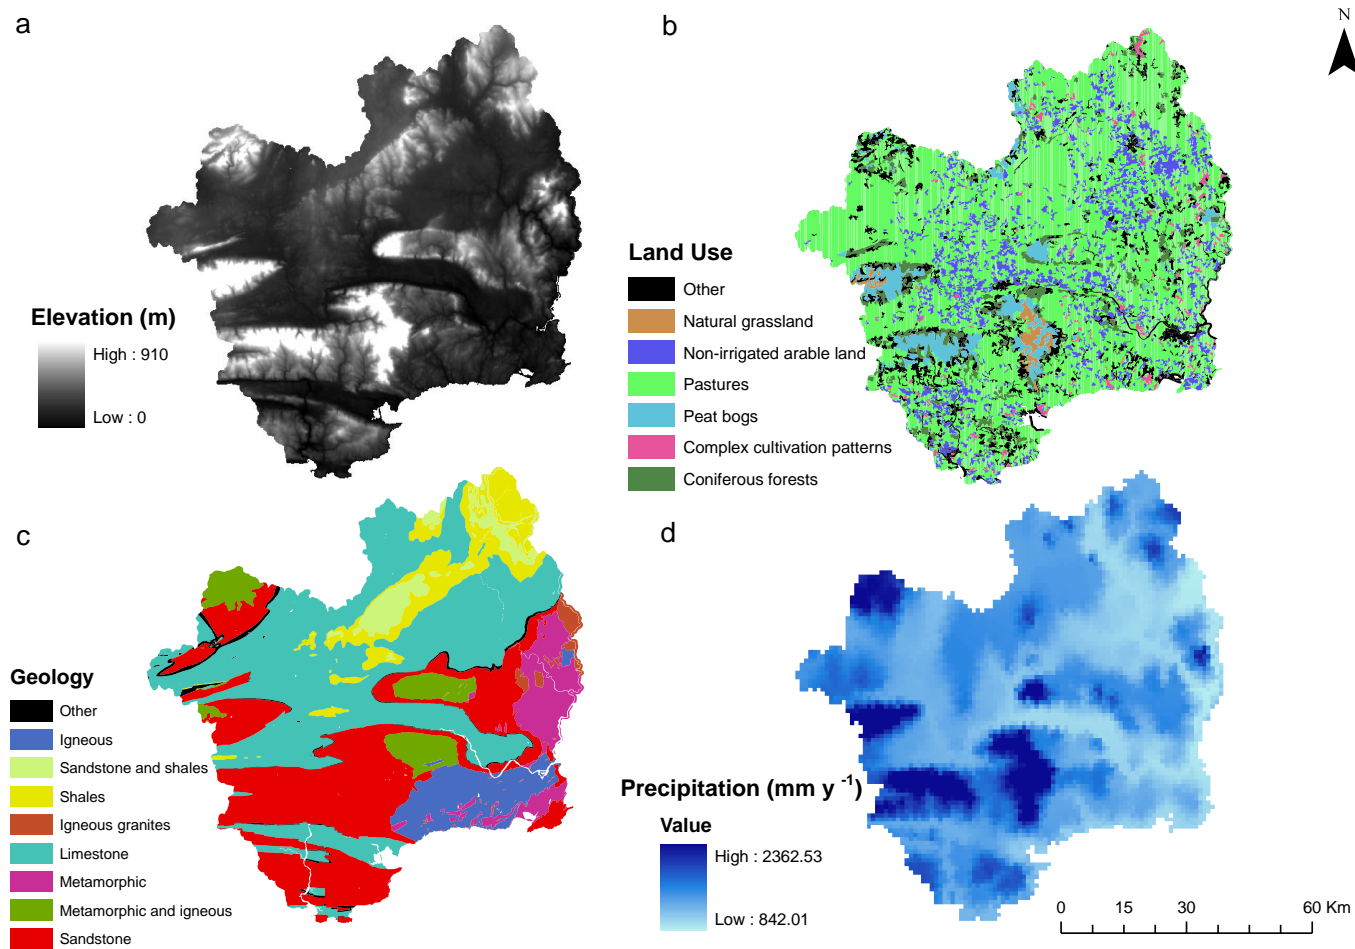 a
Elevation (m)
High : 910
Low : 0
b
N
Land Use
Other
Natural grassland
Non-irrigated arable land
Pastures
Peat bogs
Complex cultivation patterns
Coniferous forests
c
Geology
Other
Igneous
Sandstone and shales
Shales
Igneous granites
Limestone
Metamorphic
Metamorphic and igneous
Sandstone
d
Precipitation (mm y -1)
Value
High : 2362.53
Low : 842.01
0 15 30 60 Km